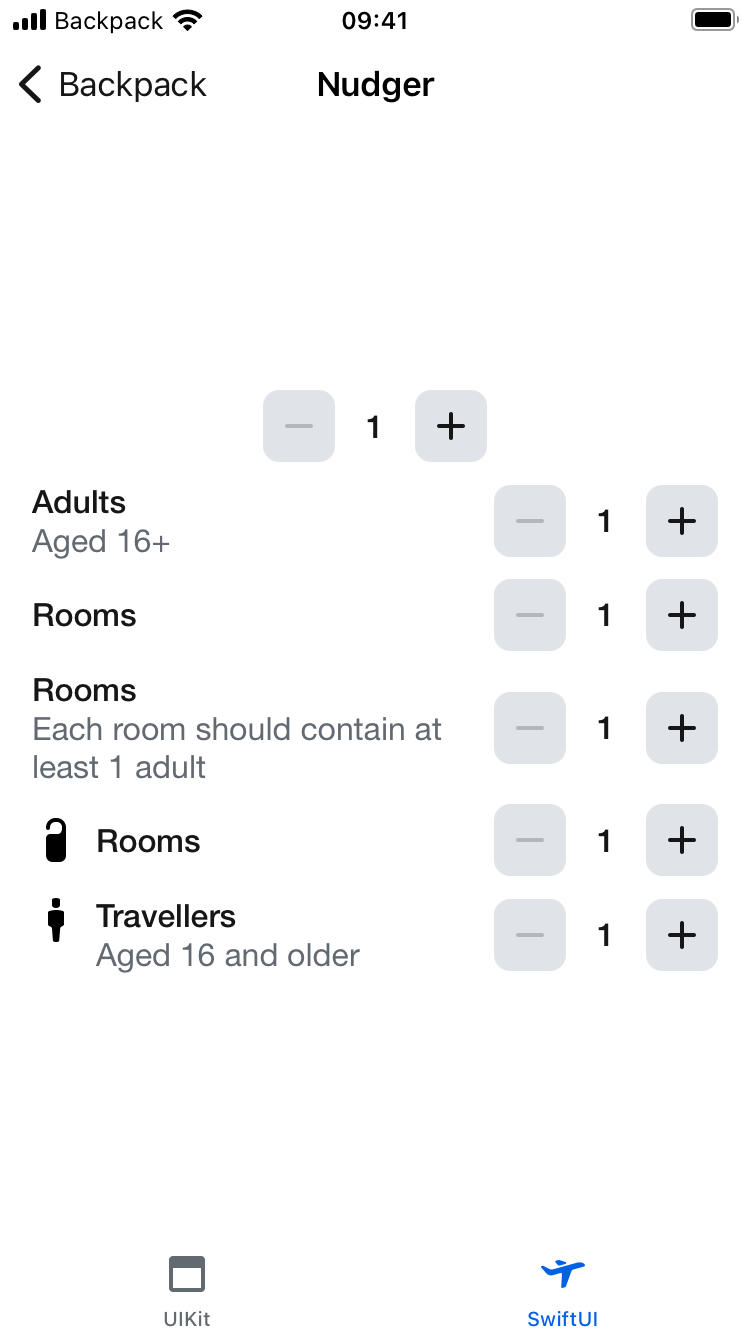 Backpack 09:41
Backpack Nudger
1
Adults
Aged 16+
1
Rooms
1
Rooms
Each room should contain at
least 1 adult
1
Rooms
1
Travellers
Aged 16 and older
1
UIKit SwiftUI